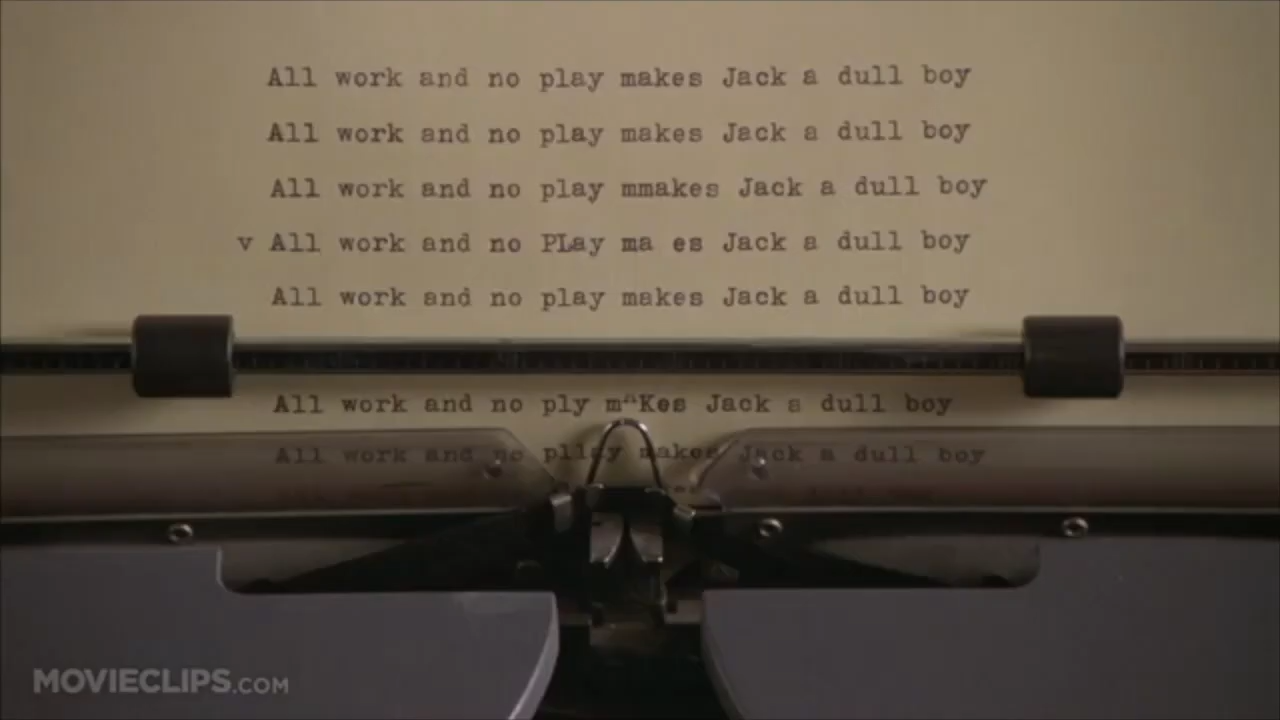 All work and no play makes Jack a dull boy
All work and no play makes Jack a dull boy
All work and no play mmakes Jack a dull boy
v All work and no PLay ma es Jack a dull boy
All work and no play makes Jack a dull boy
All work and no ply maKes Jack a dull boy
All work and no pllay makes Jack a dull boy
MOVIECLIPS.COM